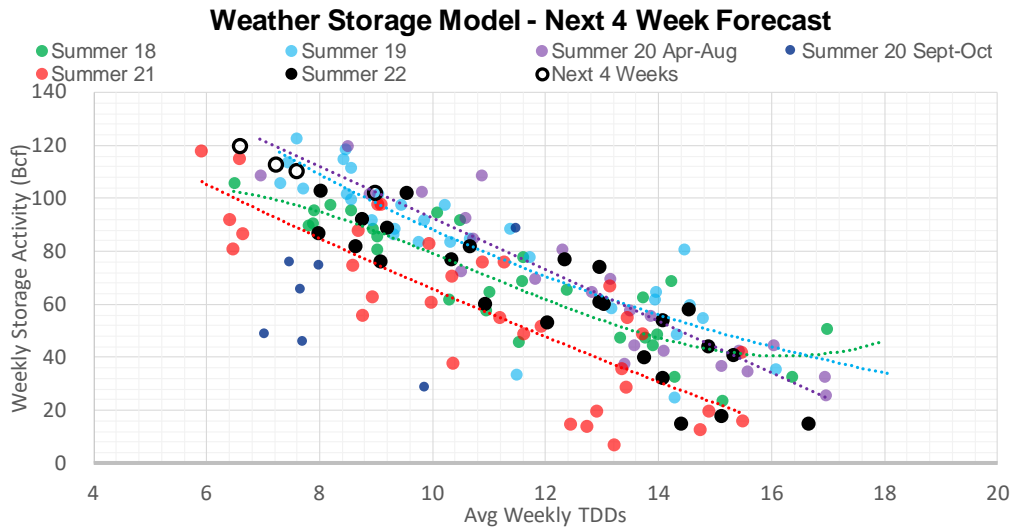 Weather Storage Model - Next 4 Week Forecast
Summer 18 Summer 19 Summer 20 Apr-Aug Summer 20 Sept-Oct
Summer 21 Summer 22 Next 4 Weeks
140
120
100
80
60
40
20
0
Weekly Storage Activity (Bcf)
4 6 8 10 12 14 16 18 20
Avg Weekly TDDs